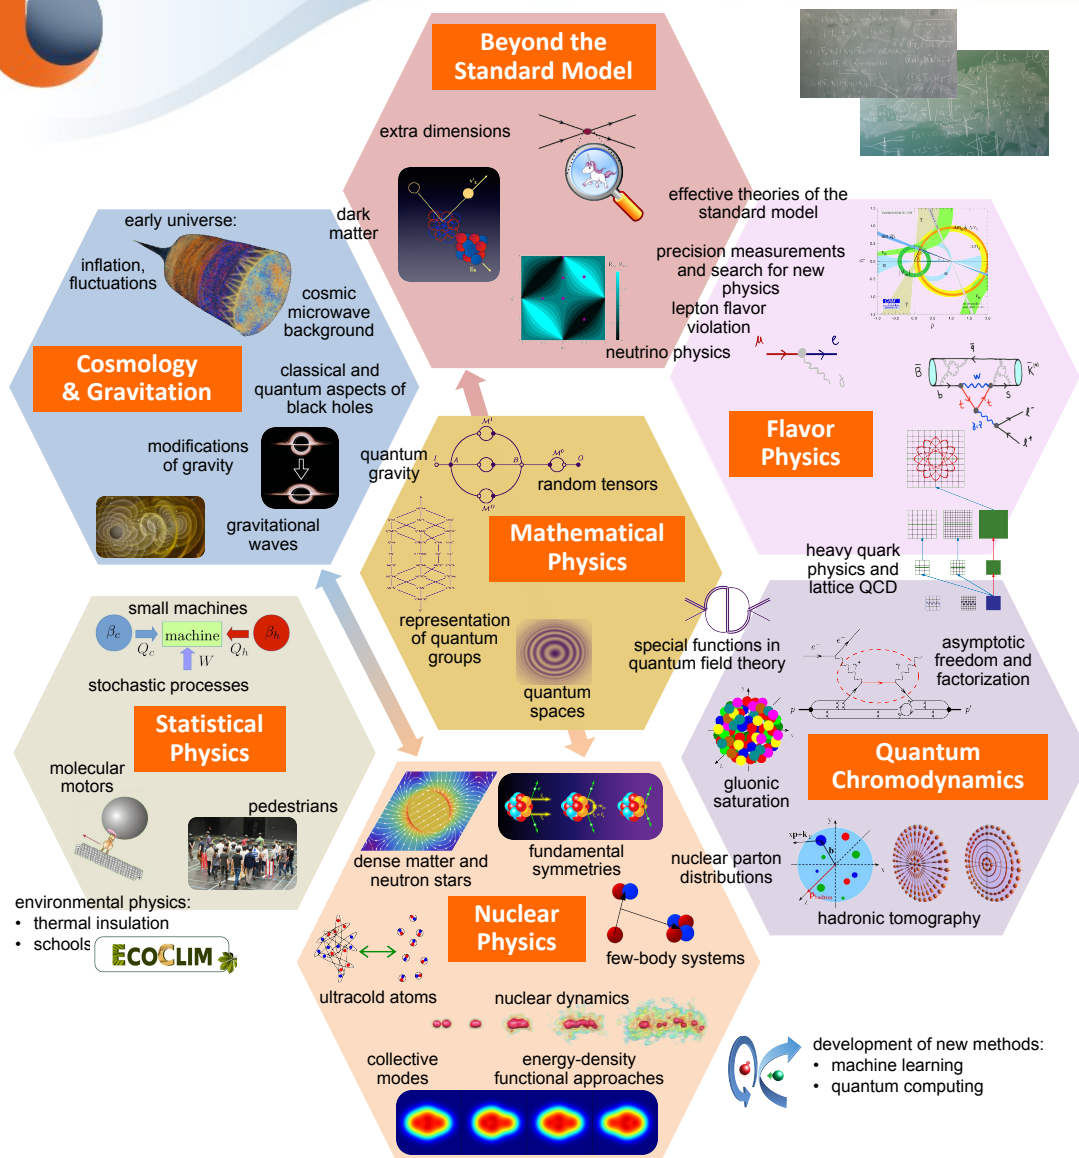 Beyond the
Standard Model
extra dimensions
dark
matter
effective theories of the
standard model
precision measurements
and search for new
physics
lepton flavor
violation
neutrino physics
early universe:
inflation,
fluctuations
cosmic
microwave
background
Cosmology
& Gravitation
classical and
quantum aspects of
black holes
modifications
of gravity
quantum
gravity
gravitational
waves
I
A
B
O
random tensors
Mathematical
Physics
representation
of quantum
groups
quantum
spaces
special functions in
quantum field theory
μ
e
γ
B̄
b
q̄
W
t
t
S
ℓ⁻
ℓ⁺
Flavor
Physics
heavy quark
physics and
lattice QCD
small machines
βc
machine
βh
Qc
W
Qh
stochastic processes
Statistical
Physics
molecular
motors
pedestrians
environmental physics:
• thermal insulation
• schools
ECOCLIM
asymptotic
freedom and
factorization
e⁻
e⁻
p
p'
gluonic
saturation
Quantum
Chromodynamics
nuclear parton
distributions
xp+k
b
y
x
z
hadronic tomography
dense matter and
neutron stars
fundamental
symmetries
Nuclear
Physics
few-body systems
ultracold atoms
nuclear dynamics
collective
modes
energy-density
functional approaches
development of new methods:
• machine learning
• quantum computing